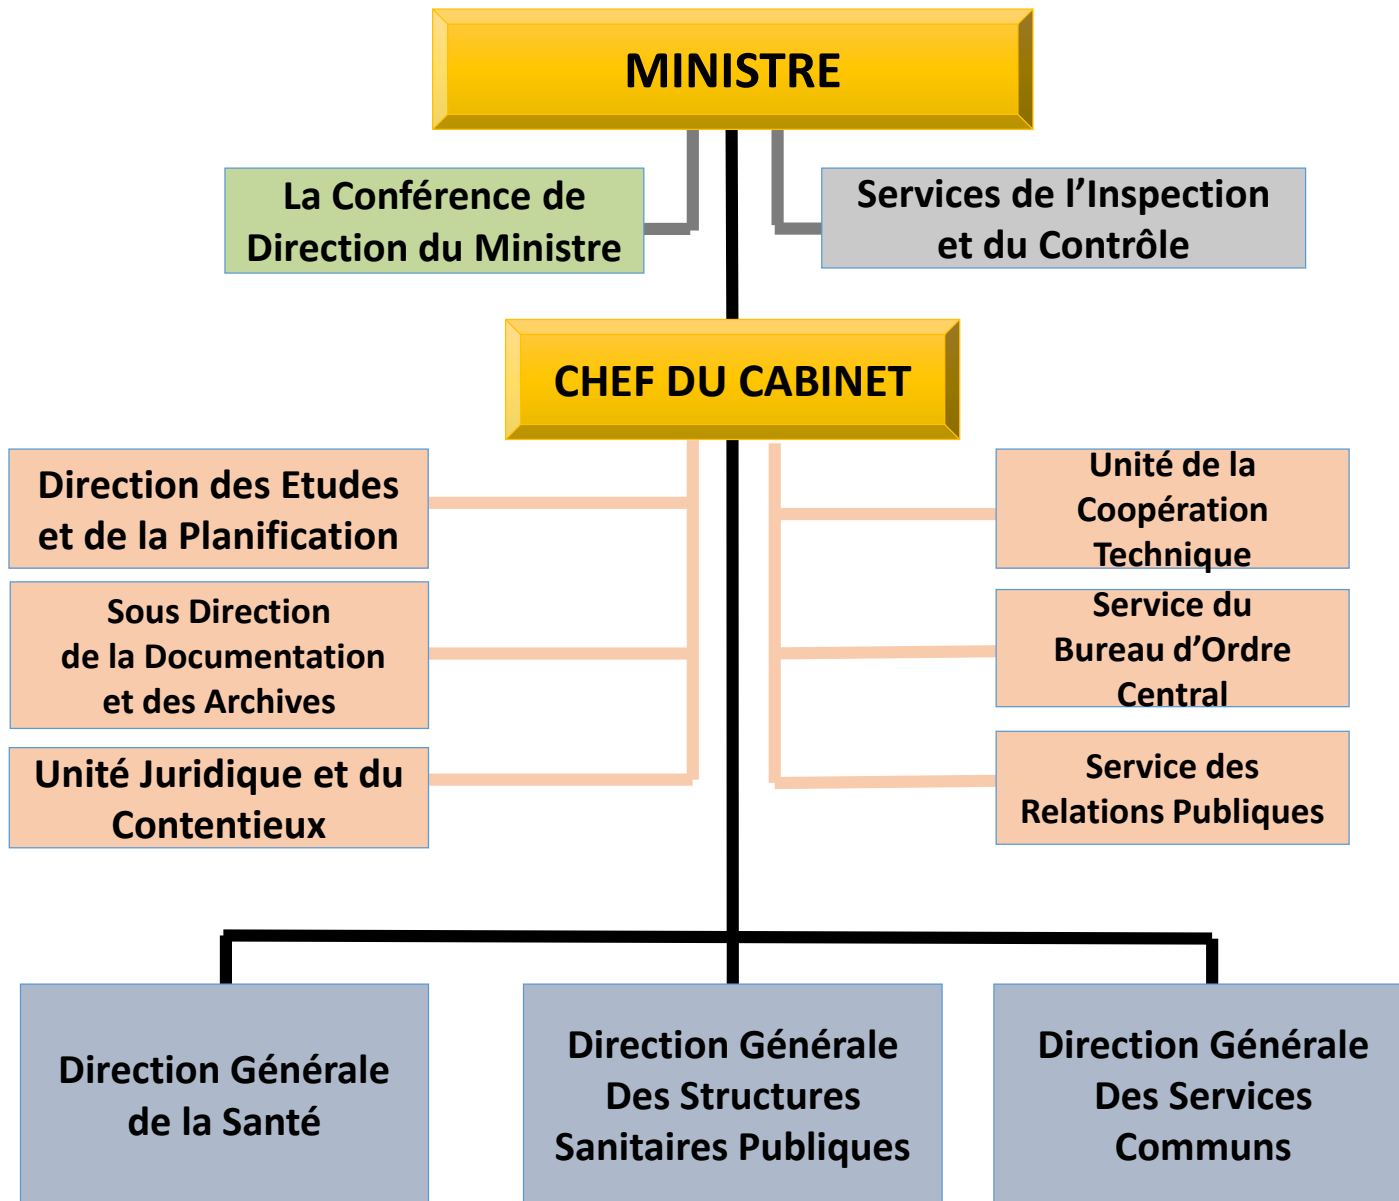 MINISTRE
La Conférence de
Direction du Ministre
Services de l’Inspection
et du Contrôle
CHEF DU CABINET
Direction des Etudes
et de la Planification
Unité de la
Coopération
Technique
Sous Direction
de la Documentation
et des Archives
Service du
Bureau d’Ordre
Central
Unité Juridique et du
Contentieux
Service des
Relations Publiques
Direction Générale
de la Santé
Direction Générale
Des Structures
Sanitaires Publiques
Direction Générale
Des Services
Communs